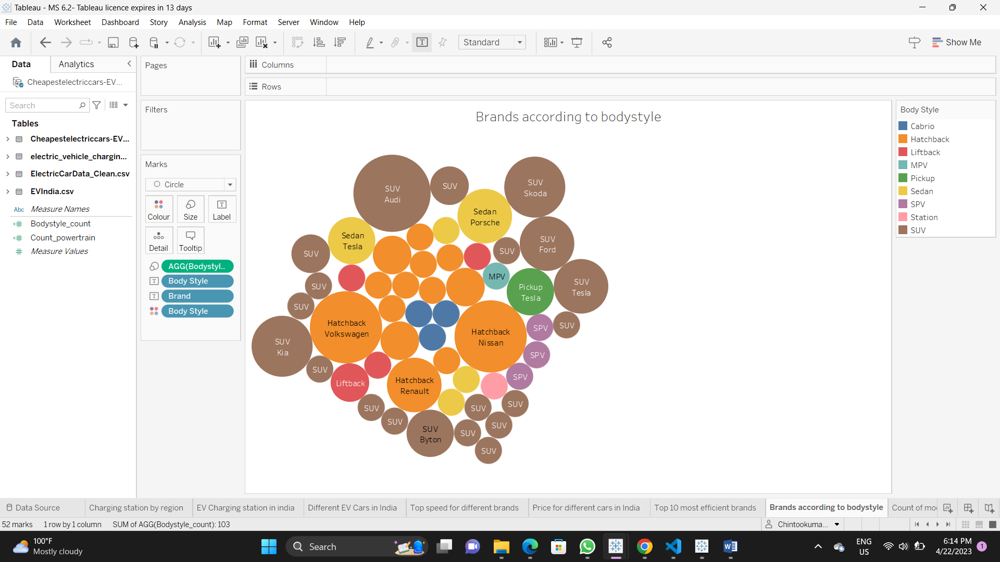 Tableau - MS 6.2- Tableau licence expires in 13 days
File Data Worksheet Dashboard Story Analysis Map Format Server Window Help
Standard
Show Me
Data Analytics
Cheapestelectriccars-EV...
Search
Tables
Cheapestelectriccars-EV...
electric_vehicle_chargin...
ElectricCarData_Clean.csv
EVIndia.csv
Abc Measure Names
Bodystyle_count
Count_powertrain
Measure Values
Pages
Filters
Marks
Circle
Colour Size Label
Detail Tooltip
AGG(Bodystyl..
Body Style
Brand
Body Style
Columns
Rows
Brands according to bodystyle
SUV
Audi
SUV
SUV
Skoda
Sedan
Porsche
Sedan
Tesla
SUV
Ford
SUV
SUV
MPV
SUV
Tesla
SUV
Pickup
Tesla
SUV
Hatchback
Volkswagen
Hatchback
Nissan
SPV
SUV
SUV
Kia
SPV
SUV
Liftback
Hatchback
Renault
SPV
SUV
SUV
SUV
SUV
SUV
Byton
SUV
SUV
SUV
Body Style
Cabrio
Hatchback
Liftback
MPV
Pickup
Sedan
SPV
Station
SUV
Data Source Charging station by region EV Charging station in india Different EV Cars in India Top speed for different brands Price for different cars in India Top 10 most efficient brands Brands according to bodystyle Count of mo
52 marks 1 row by 1 column SUM of AGG(Bodystyle_count): 103
Chintookuma...
100°F
Mostly cloudy
Search
ENG
US
6:14 PM
4/22/2023
1